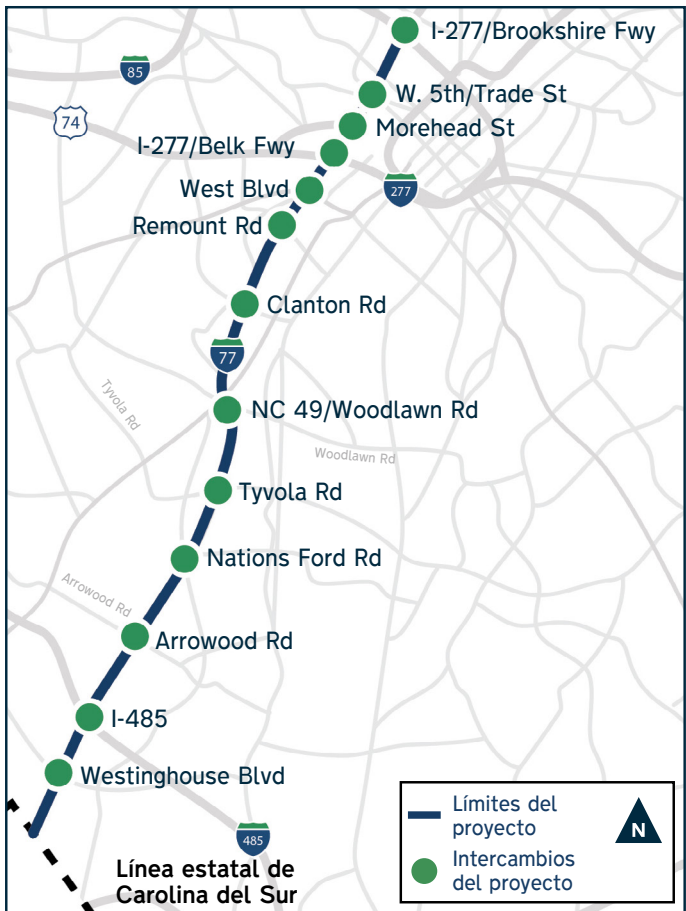 I-277/Brookshire Fwy
85
W. 5th/Trade St
74
Morehead St
I-277/Belk Fwy
West Blvd
277
Remount Rd
Clanton Rd
77
Tyvola Rd
NC 49/Woodlawn Rd
Woodlawn Rd
Tyvola Rd
Nations Ford Rd
Arrowood Rd
Arrowood Rd
I-485
Westinghouse Blvd
485
Línea estatal de
Carolina del Sur
Límites del
proyecto
N
Intercambios
del proyecto